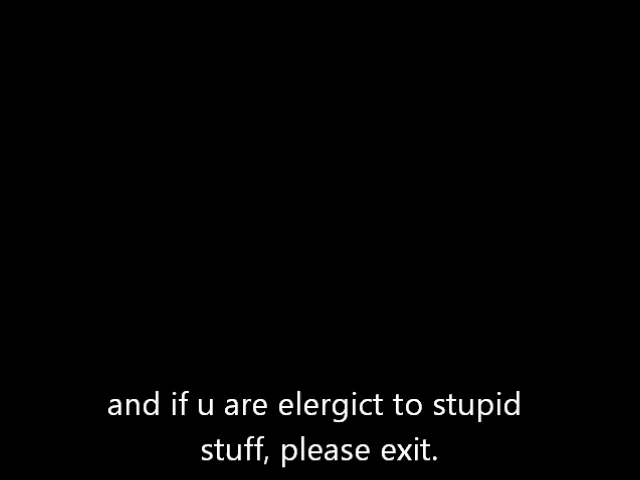 and if u are elergict to stupid
stuff, please exit.